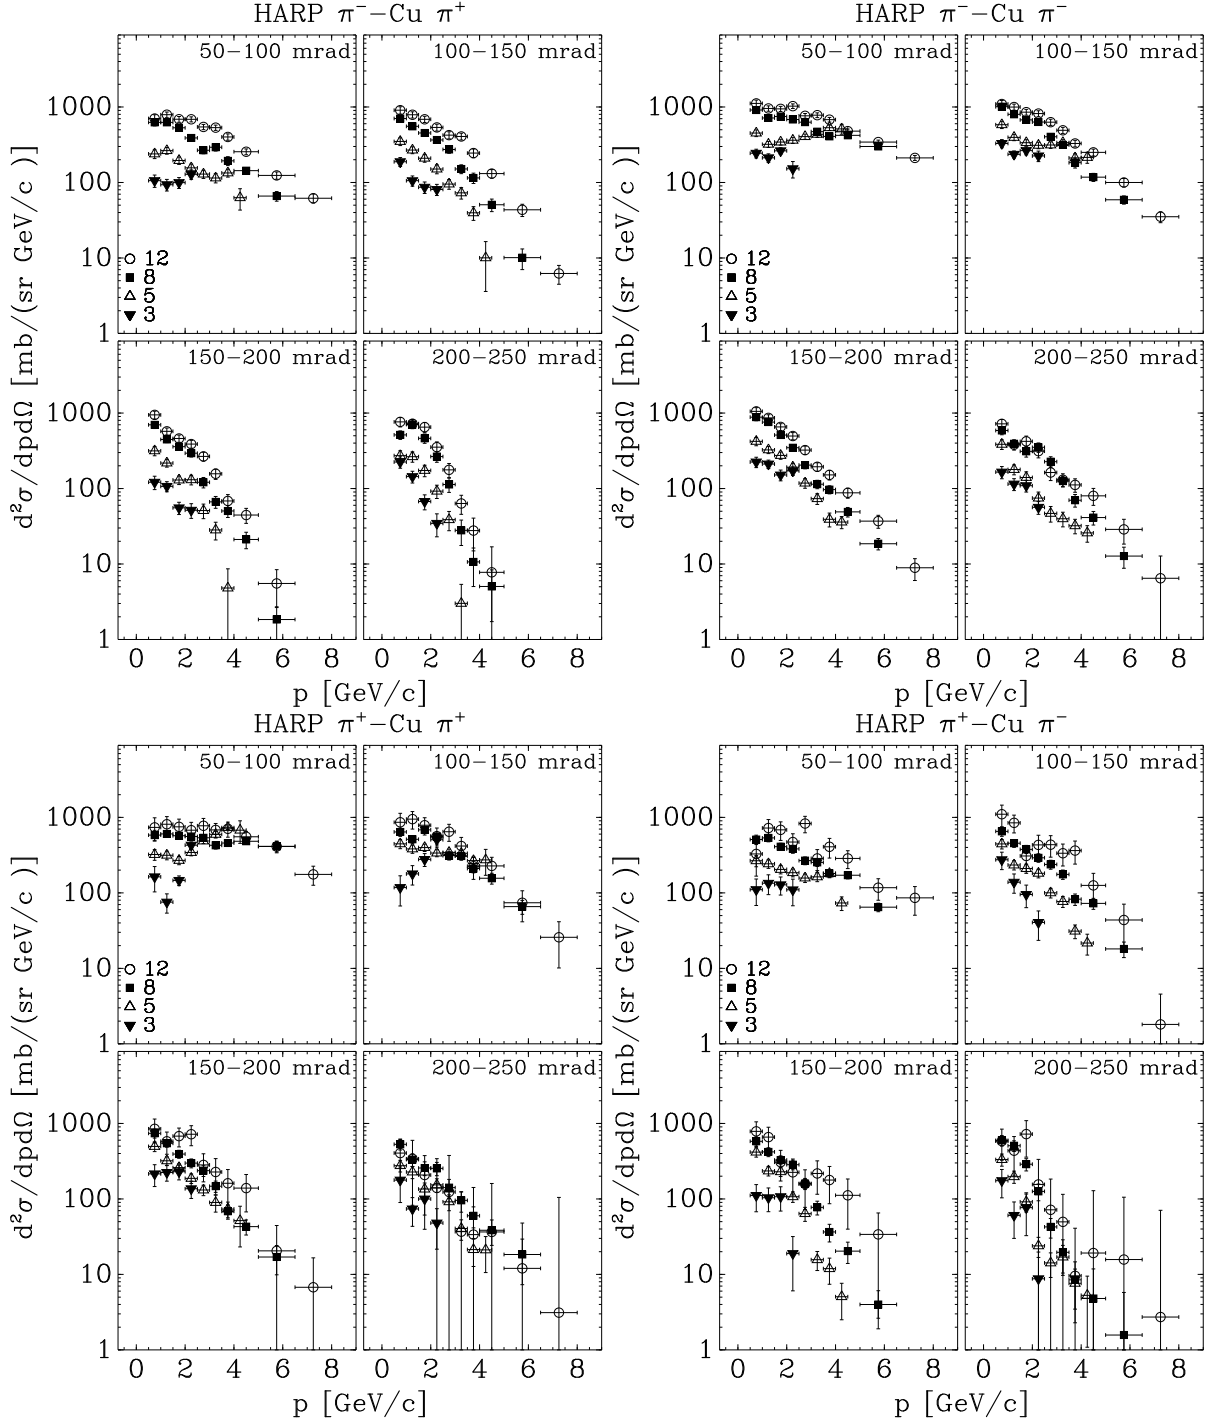 HARP π⁻−Cu π⁺
50−100 mrad
100−150 mrad
1000
100
10
1
12
8
5
3
150−200 mrad
200−250 mrad
1000
100
10
1
0 2 4 6 8
0 2 4 6 8
p [GeV/c]
d²σ/dpdΩ [mb/(sr GeV/c )]
HARP π⁻−Cu π⁻
50−100 mrad
100−150 mrad
1000
100
10
1
12
8
5
3
150−200 mrad
200−250 mrad
1000
100
10
1
0 2 4 6 8
0 2 4 6 8
p [GeV/c]
d²σ/dpdΩ [mb/(sr GeV/c )]
HARP π⁺−Cu π⁺
50−100 mrad
100−150 mrad
1000
100
10
1
12
8
5
3
150−200 mrad
200−250 mrad
1000
100
10
1
0 2 4 6 8
0 2 4 6 8
p [GeV/c]
d²σ/dpdΩ [mb/(sr GeV/c )]
HARP π⁺−Cu π⁻
50−100 mrad
100−150 mrad
1000
100
10
1
12
8
5
3
150−200 mrad
200−250 mrad
1000
100
10
1
0 2 4 6 8
0 2 4 6 8
p [GeV/c]
d²σ/dpdΩ [mb/(sr GeV/c )]